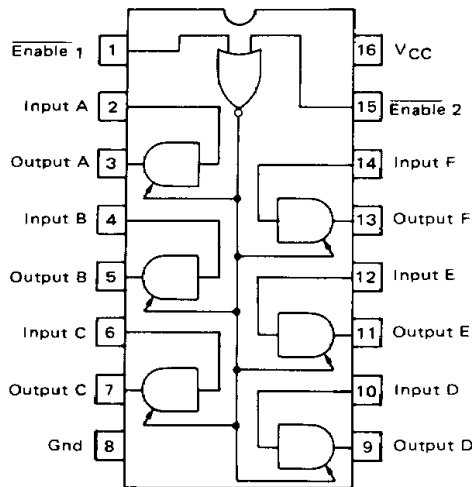 Enable 1 1 16 VCC
Input A 2 15 Enable 2
Output A 3 14 Input F
Input B 4 13 Output F
Output B 5 12 Input E
Input C 6 11 Output E
Output C 7 10 Input D
Gnd 8 9 Output D